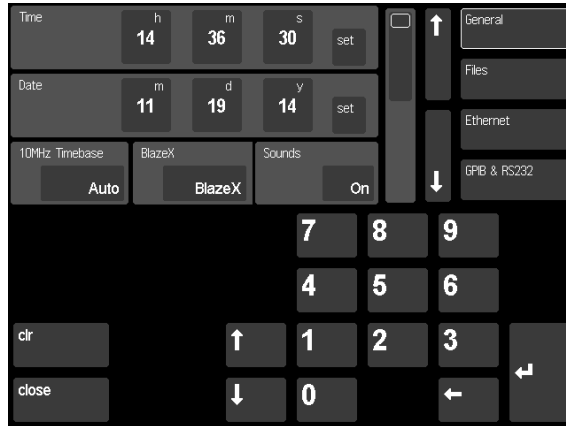 Time h m s General
14 36 30 set
Files
Date m d y
11 19 14 set
Ethernet
10MHz Timebase BlazeX Sounds GPIB & RS232
Auto BlazeX On
7 8 9
4 5 6
clr 1 2 3
close 0